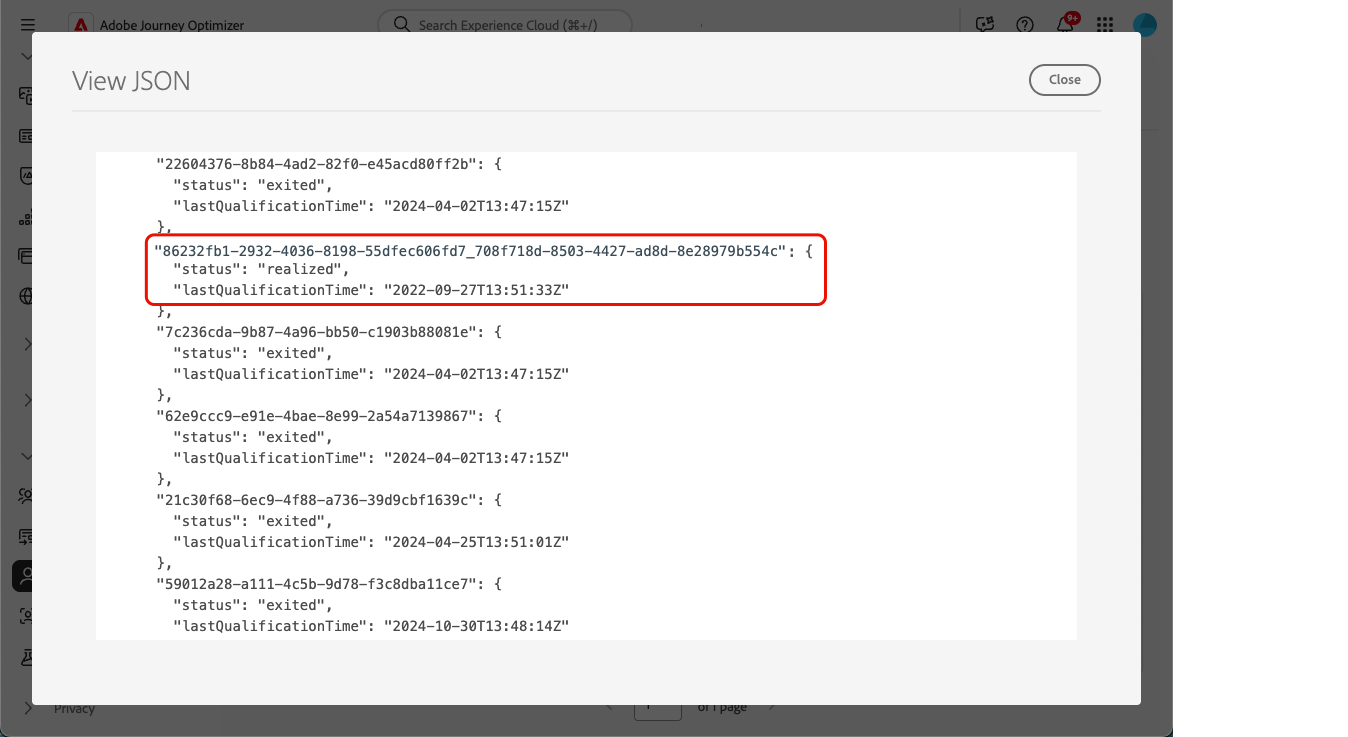 Adobe Journey Optimizer
Search Experience Cloud (⌘+/)
9+
View JSON
Close
"22604376-8b84-4ad2-82f0-e45acd80ff2b": {
"status": "exited",
"lastQualificationTime": "2024-04-02T13:47:15Z"
},
"86232fb1-2932-4036-8198-55dfec606fd7_708f718d-8503-4427-ad8d-8e28979b554c": {
"status": "realized",
"lastQualificationTime": "2022-09-27T13:51:33Z"
},
"7c236cda-9b87-4a96-bb50-c1903b88081e": {
"status": "exited",
"lastQualificationTime": "2024-04-02T13:47:15Z"
},
"62e9ccc9-e91e-4bae-8e99-2a54a7139867": {
"status": "exited",
"lastQualificationTime": "2024-04-02T13:47:15Z"
},
"21c30f68-6ec9-4f88-a736-39d9cbf1639c": {
"status": "exited",
"lastQualificationTime": "2024-04-25T13:51:01Z"
},
"59012a28-a111-4c5b-9d78-f3c8dba11ce7": {
"status": "exited",
"lastQualificationTime": "2024-10-30T13:48:14Z"
Privacy
1 of 1 page